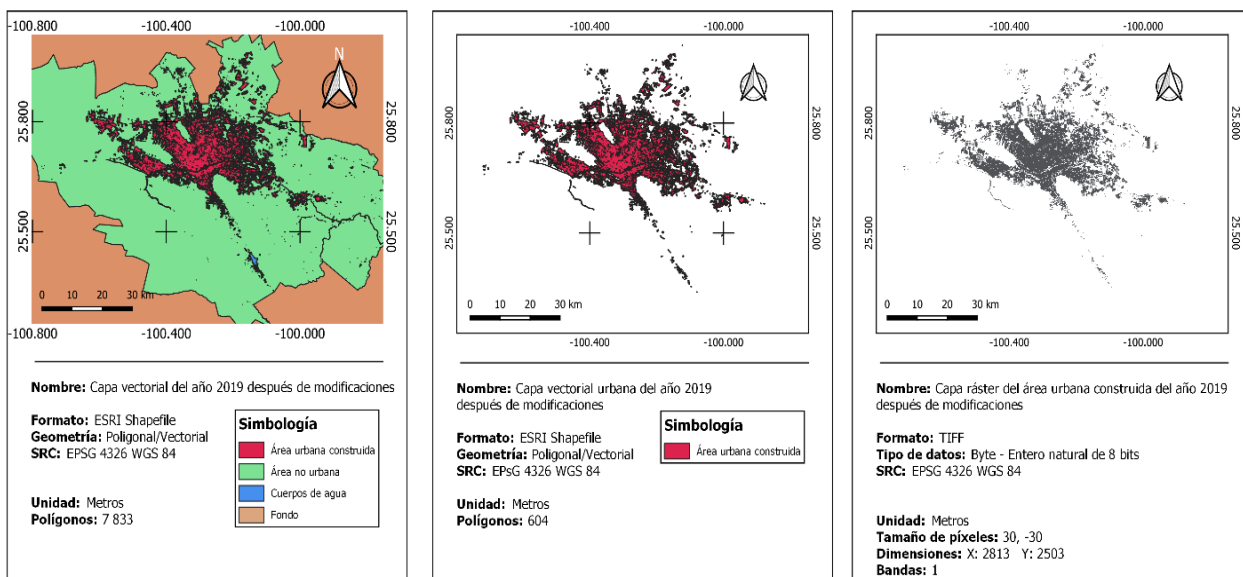 -100.800 -100.400 -100.000
N
25.800
25.800
25.500
25.500
0 10 20 30 km
-100.800 -100.400 -100.000
Nombre: Capa vectorial del año 2019 después de modificaciones
Formato: ESRI Shapefile
Geometría: Poligonal/Vectorial
SRC: EPSG 4326 WGS 84
Unidad: Metros
Polígonos: 7 833
Simbología
Área urbana construida
Área no urbana
Cuerpos de agua
Fondo
-100.400 -100.000
25.800
25.800
25.500
25.500
0 10 20 30 km
-100.400 -100.000
Nombre: Capa vectorial urbana del año 2019
después de modificaciones
Formato: ESRI Shapefile
Geometría: Poligonal/Vectorial
SRC: EPsG 4326 WGS 84
Unidad: Metros
Polígonos: 604
Simbología
Área urbana construida
-100.400 -100.000
25.800
25.800
25.500
25.500
0 10 20 30 km
-100.400 -100.000
Nombre: Capa ráster del área urbana construida del año 2019
después de modificaciones
Formato: TIFF
Tipo de datos: Byte - Entero natural de 8 bits
SRC: EPSG 4326 WGS 84
Unidad: Metros
Tamaño de píxeles: 30, -30
Dimensiones: X: 2813 Y: 2503
Bandas: 1